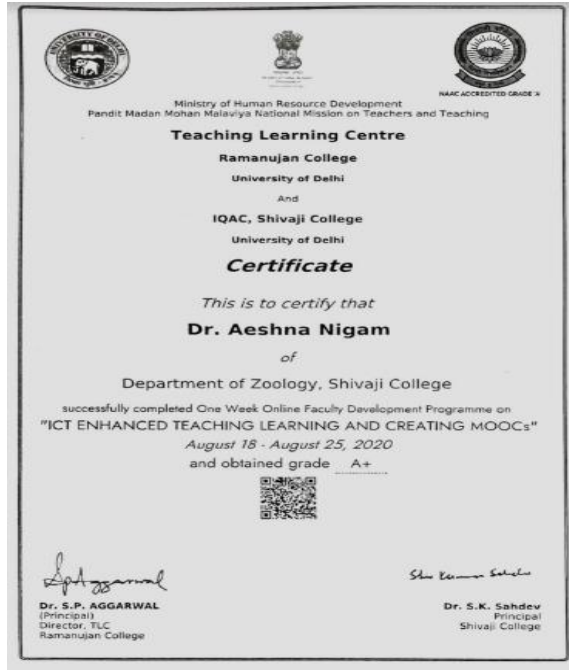 UNIVERSITY OF DELHI
NAAC ACCREDITED GRADE 'A'
Ministry of Human Resource Development
Pandit Madan Mohan Malaviya National Mission on Teachers and Teaching
Teaching Learning Centre
Ramanujan College
University of Delhi
And
IQAC, Shivaji College
University of Delhi
Certificate
This is to certify that
Dr. Aeshna Nigam
of
Department of Zoology, Shivaji College
successfully completed One Week Online Faculty Development Programme on
"ICT ENHANCED TEACHING LEARNING AND CREATING MOOCs"
August 18 - August 25, 2020
and obtained grade A+
Dr. S.P. AGGARWAL
(Principal)
Director, TLC
Ramanujan College
Dr. S.K. Sahdev
Principal
Shivaji College